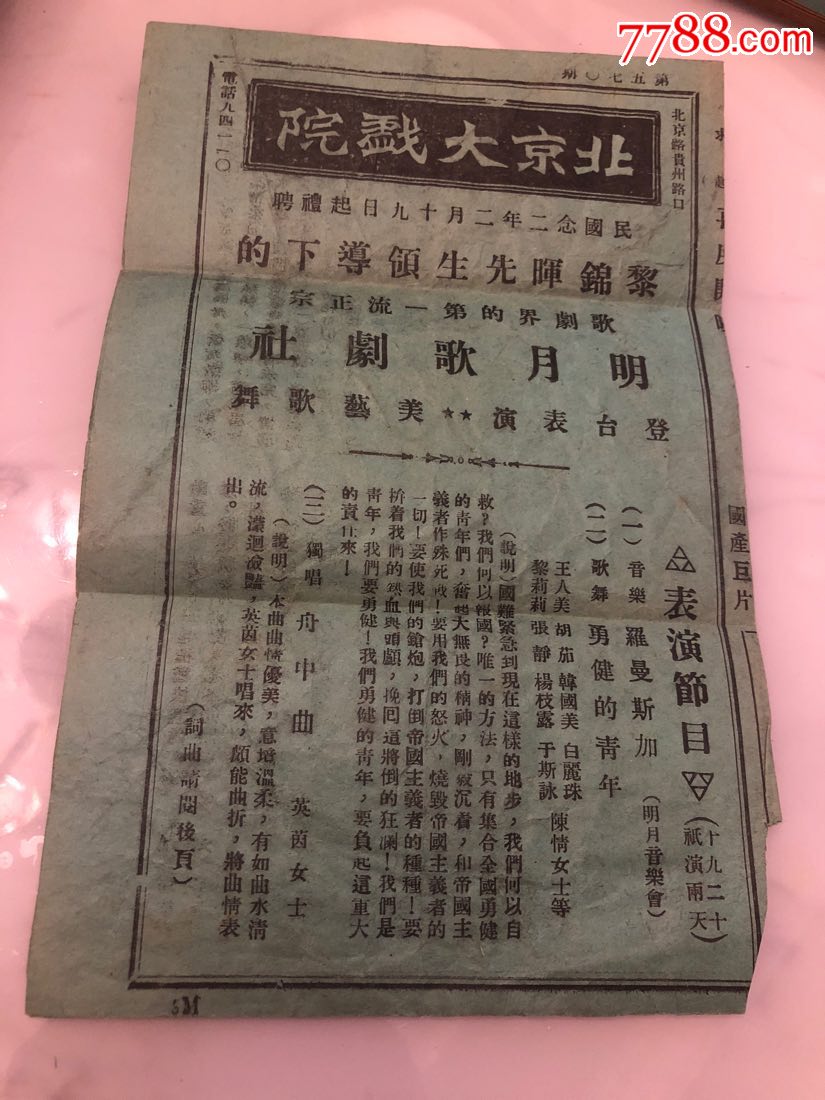 7788.com
第五七〇期
北京路貴州路口
北京大戲院
電話九四二一〇
民國念二年二月十九日起禮聘
黎錦暉先生領導下的
歌劇界的第一流正宗
明月歌劇社
登台表演★★美藝歌舞
表演節目
(十九二十祇演兩天)
(一)音樂 羅曼斯加 (明月音樂會)
(二)歌舞 勇健的靑年
王人美 胡茄 韓國美 白麗珠
黎莉莉 張靜 楊枝露 于斯詠
陳情女士等
(說明)國難緊急到現在這樣的地步,我們何以自
救?我們何以報國?唯一的方法,只有集合全國勇健
的靑年們,奮起大無畏的精神,剛毅沉着,和帝國主
義者作殊死戰!要用我們的怒火,燒毀帝國主義者的
一切!要使我們的鎗炮,打倒帝國主義者的種種!要
拚着我們的熱血與頭顱,挽回這將倒的狂瀾!我們是
靑年,我們要勇健!我們勇健的靑年,要負起這重大
的責任來!
(三)獨唱 舟中曲 英茵女士
(說明)本曲曲情優美,意境溫柔,有如曲水清
流,瀠迴瀲豔,英茵女士唱來,頗能曲折,將曲情表
出。
(詞曲請閱後頁)
國產巨片